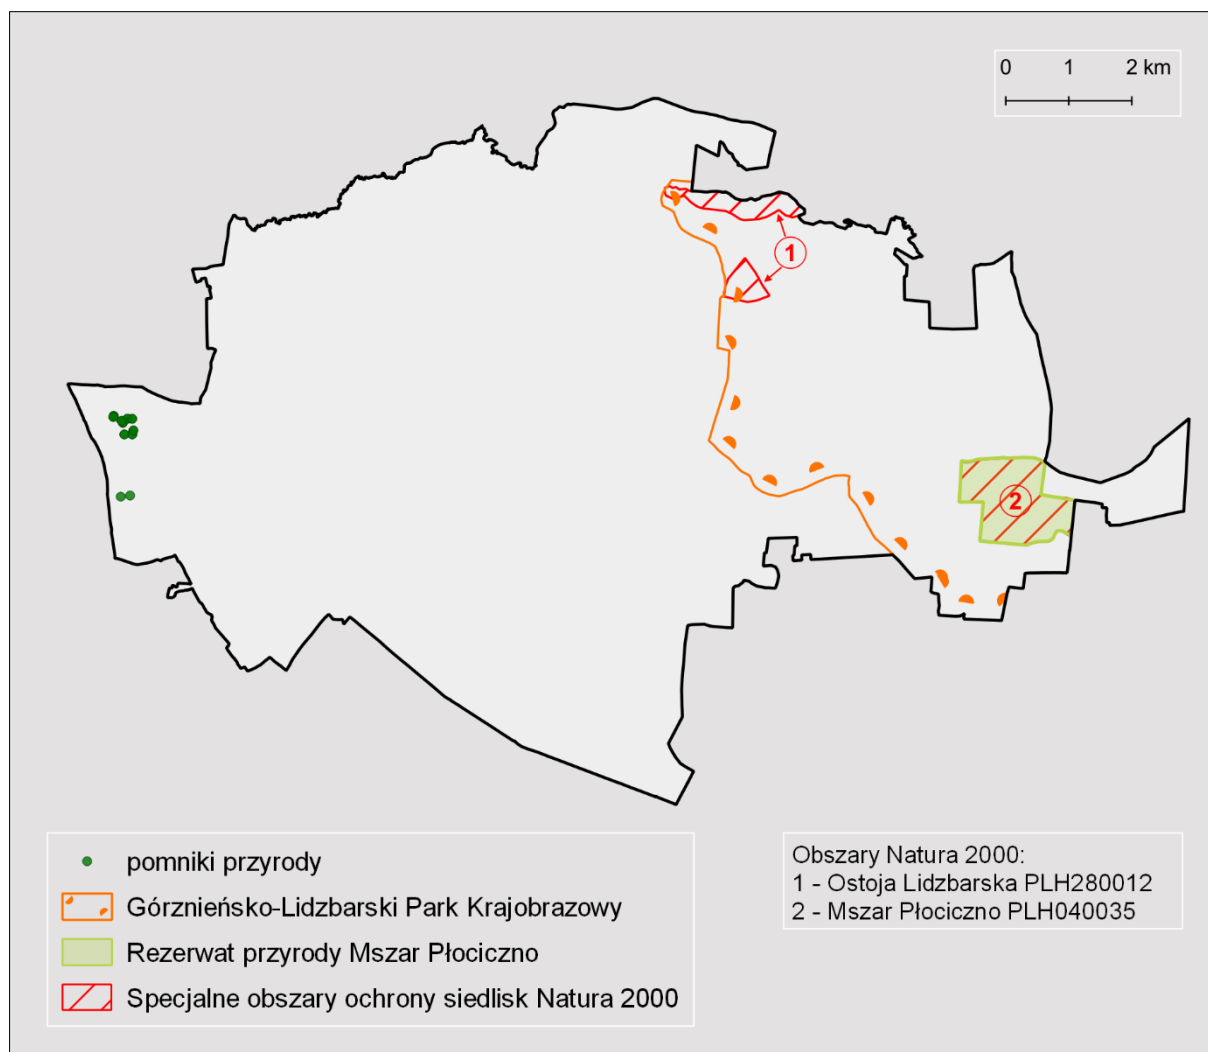 0 1 2 km
1
2
pomniki przyrody
Górznieńsko-Lidzbarski Park Krajobrazowy
Rezerwat przyrody Mszar Płociczno
Specjalne obszary ochrony siedlisk Natura 2000
Obszary Natura 2000:
1 - Ostoja Lidzbarska PLH280012
2 - Mszar Płociczno PLH040035